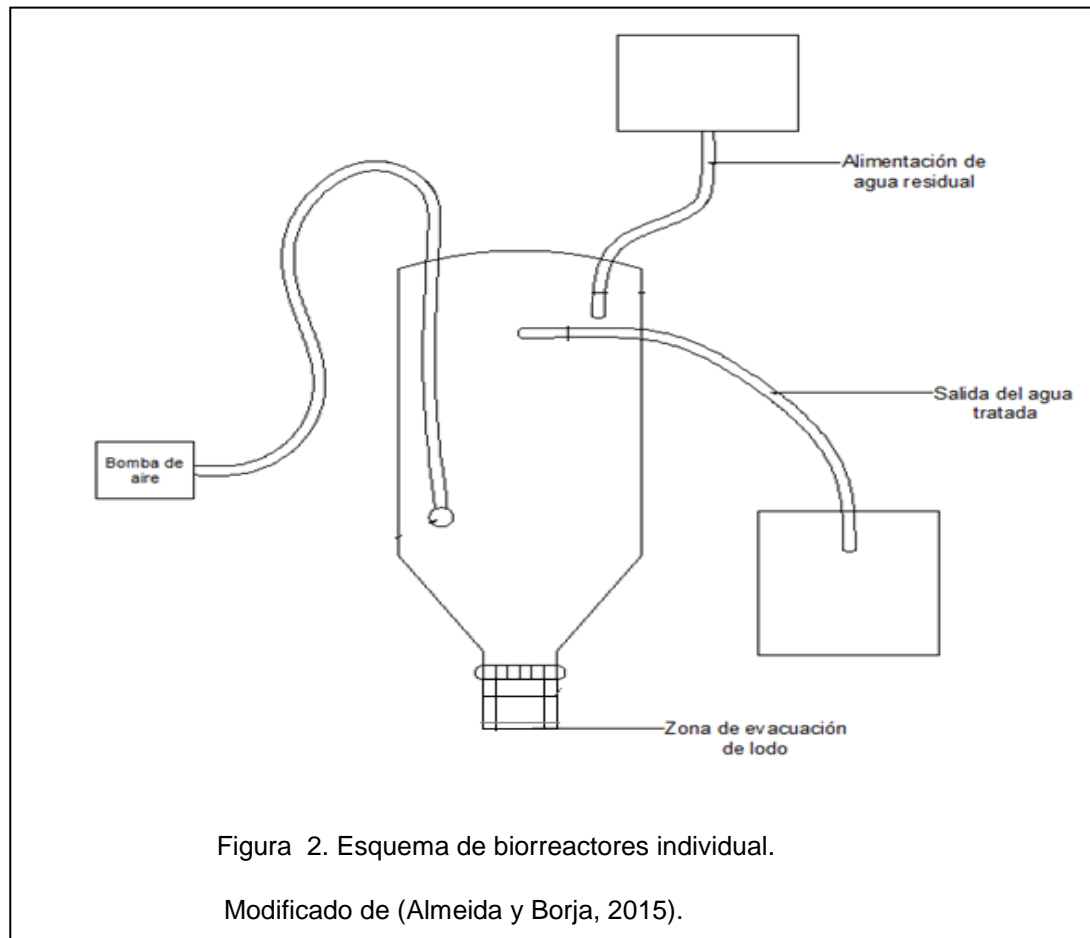 Alimentación de
agua residual
Salida del agua
tratada
Bomba de
aire
Zona de evacuación
de lodo
Figura 2. Esquema de biorreactores individual.
Modificado de (Almeida y Borja, 2015).